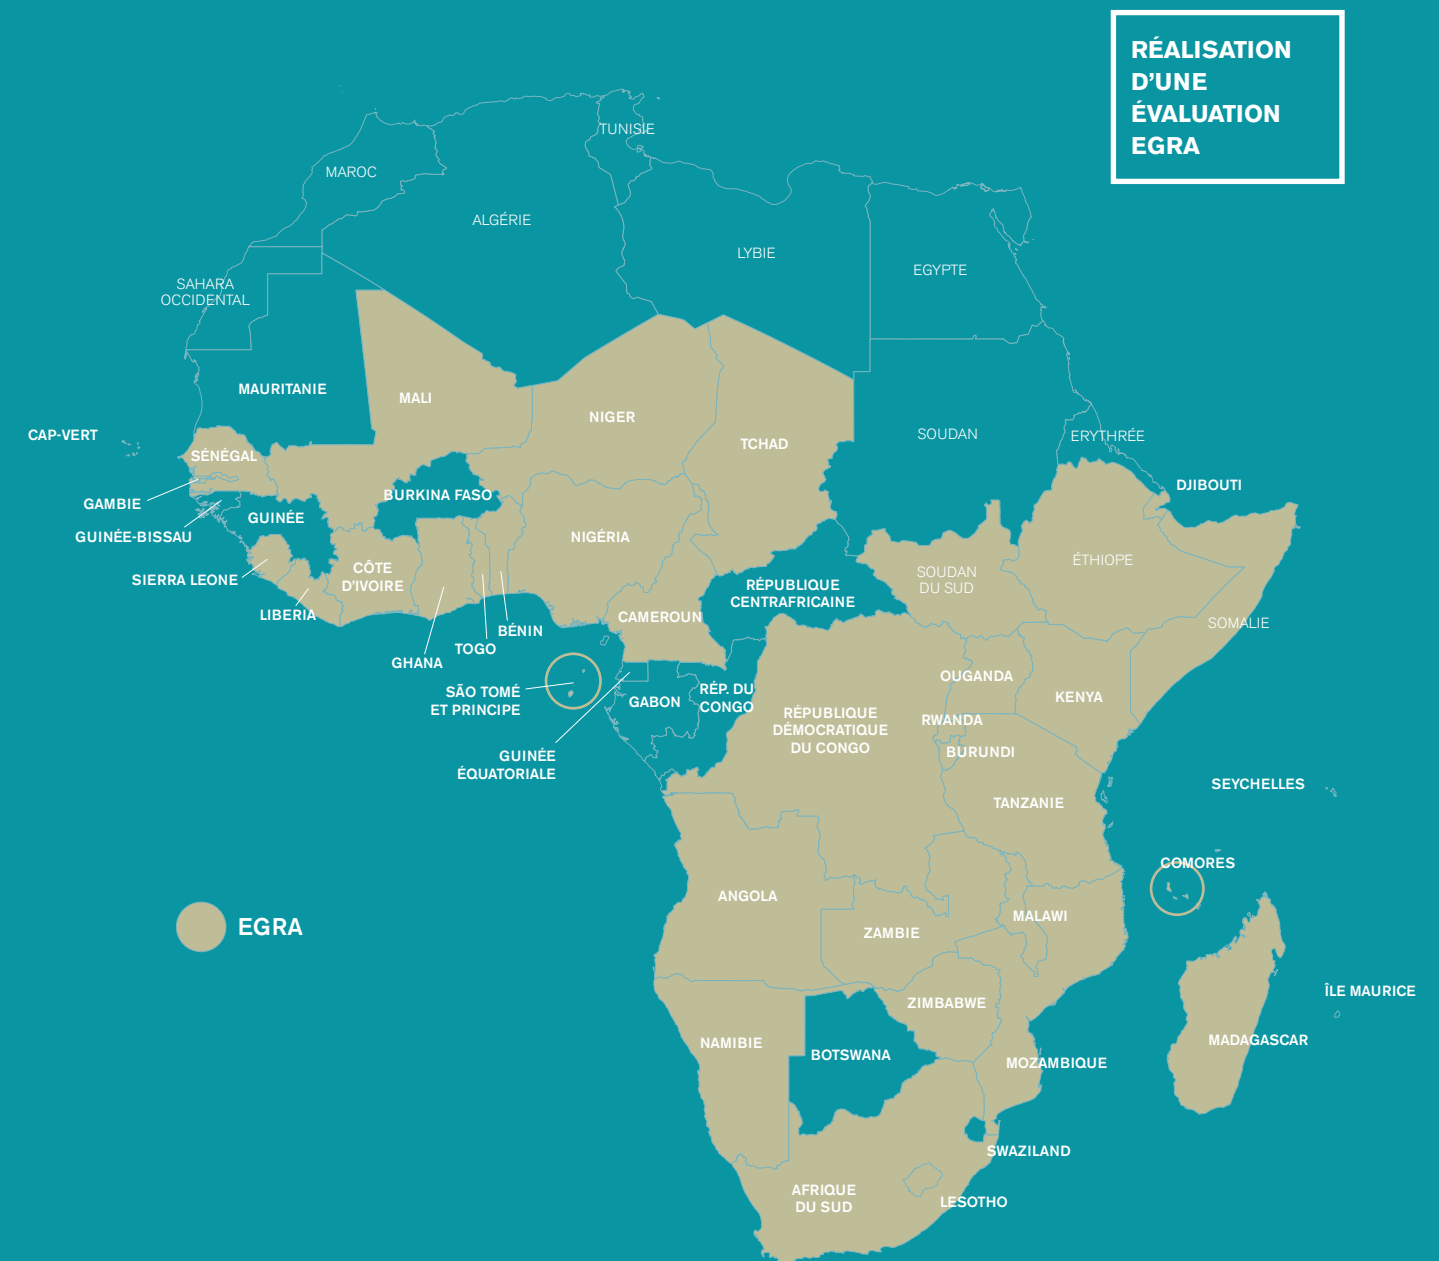 RÉALISATION
D’UNE
ÉVALUATION
EGRA
TUNISIE
MAROC
ALGÉRIE
LYBIE
EGYPTE
SAHARA
OCCIDENTAL
MAURITANIE
MALI
NIGER
TCHAD
SOUDAN
ERYTHRÉE
CAP-VERT
SÉNÉGAL
DJIBOUTI
GAMBIE
BURKINA FASO
GUINÉE
GUINÉE-BISSAU
NIGÉRIA
ÉTHIOPE
SIERRA LEONE
CÔTE
D’IVOIRE
SOUDAN
DU SUD
RÉPUBLIQUE
CENTRAFRICAINE
LIBERIA
CAMEROUN
SOMALIE
BÉNIN
TOGO
GHANA
OUGANDA
SÃO TOMÉ
ET PRINCIPE
GABON
RÉP. DU
CONGO
KENYA
RÉPUBLIQUE
DÉMOCRATIQUE
DU CONGO
RWANDA
BURUNDI
GUINÉE
ÉQUATORIALE
TANZANIE
SEYCHELLES
COMORES
ANGOLA
MALAWI
ZAMBIE
EGRA
ZIMBABWE
ÎLE MAURICE
NAMIBIE
BOTSWANA
MADAGASCAR
MOZAMBIQUE
SWAZILAND
AFRIQUE
DU SUD
LESOTHO